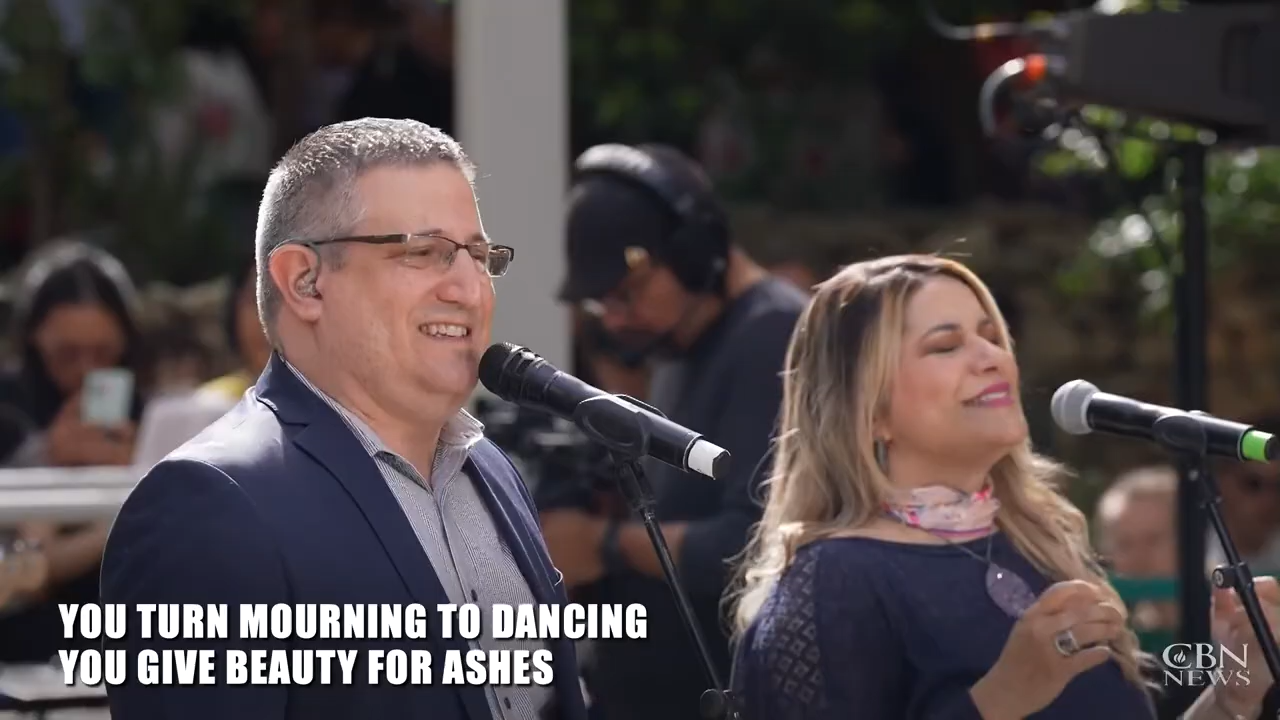 YOU TURN MOURNING TO DANCING
YOU GIVE BEAUTY FOR ASHES
CBN
NEWS